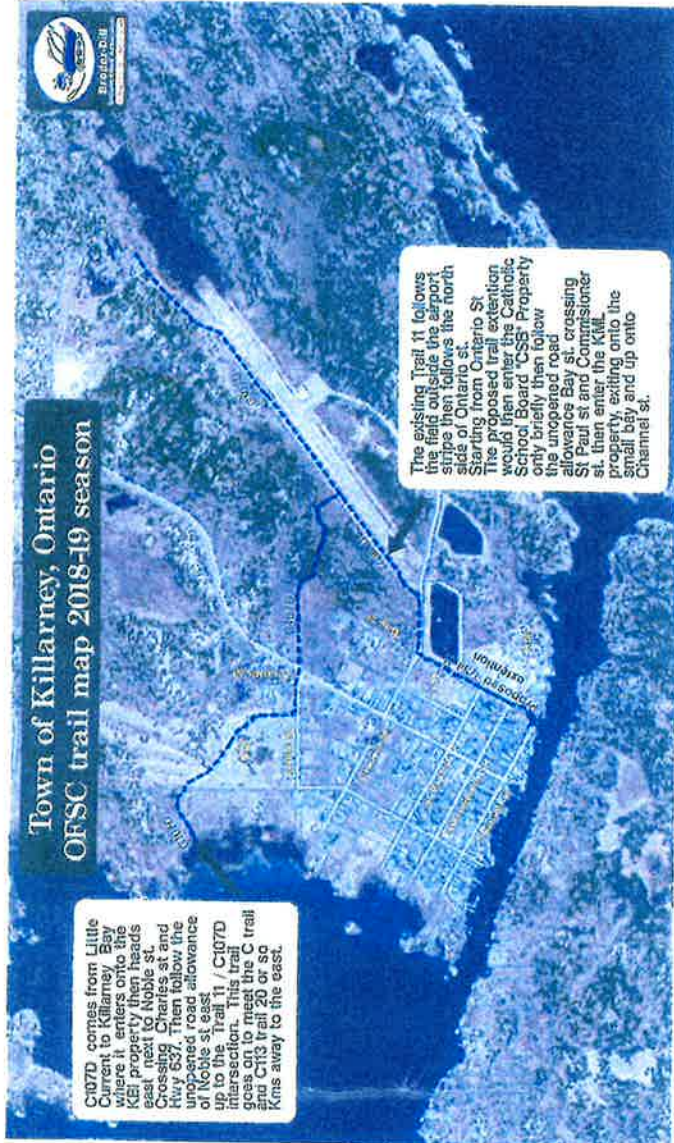 Town of Killarney, Ontario
OFSC trail map 2018-19 season
Broder-Dill
C107D comes from Little
Current to Killarney Bay
where it enters onto the
KEI property then heads
east next to Noble st.
Crossing Charles st and
Hwy 637. Then follow the
unopened road allowance
of Noble st east
up to the Trail 11 / C107D
intersection. This trail
goes on to meet the C trail
and C113 trail 20 or so
Kms away to the east.
The existing Trail 11 follows
the field outside the airport
stripe then follows the north
side of Ontario st.
Starting from Ontario St
The proposed trail extention
would then enter the Catholic
School Board "CSB" Property
only briefly then follow
the unopened road
allowance Bay st. crossing
St Paul st and Commisioner
st. then enter the KML
property, exiting onto the
small bay and up onto
Channel st.
proposed trail
extention